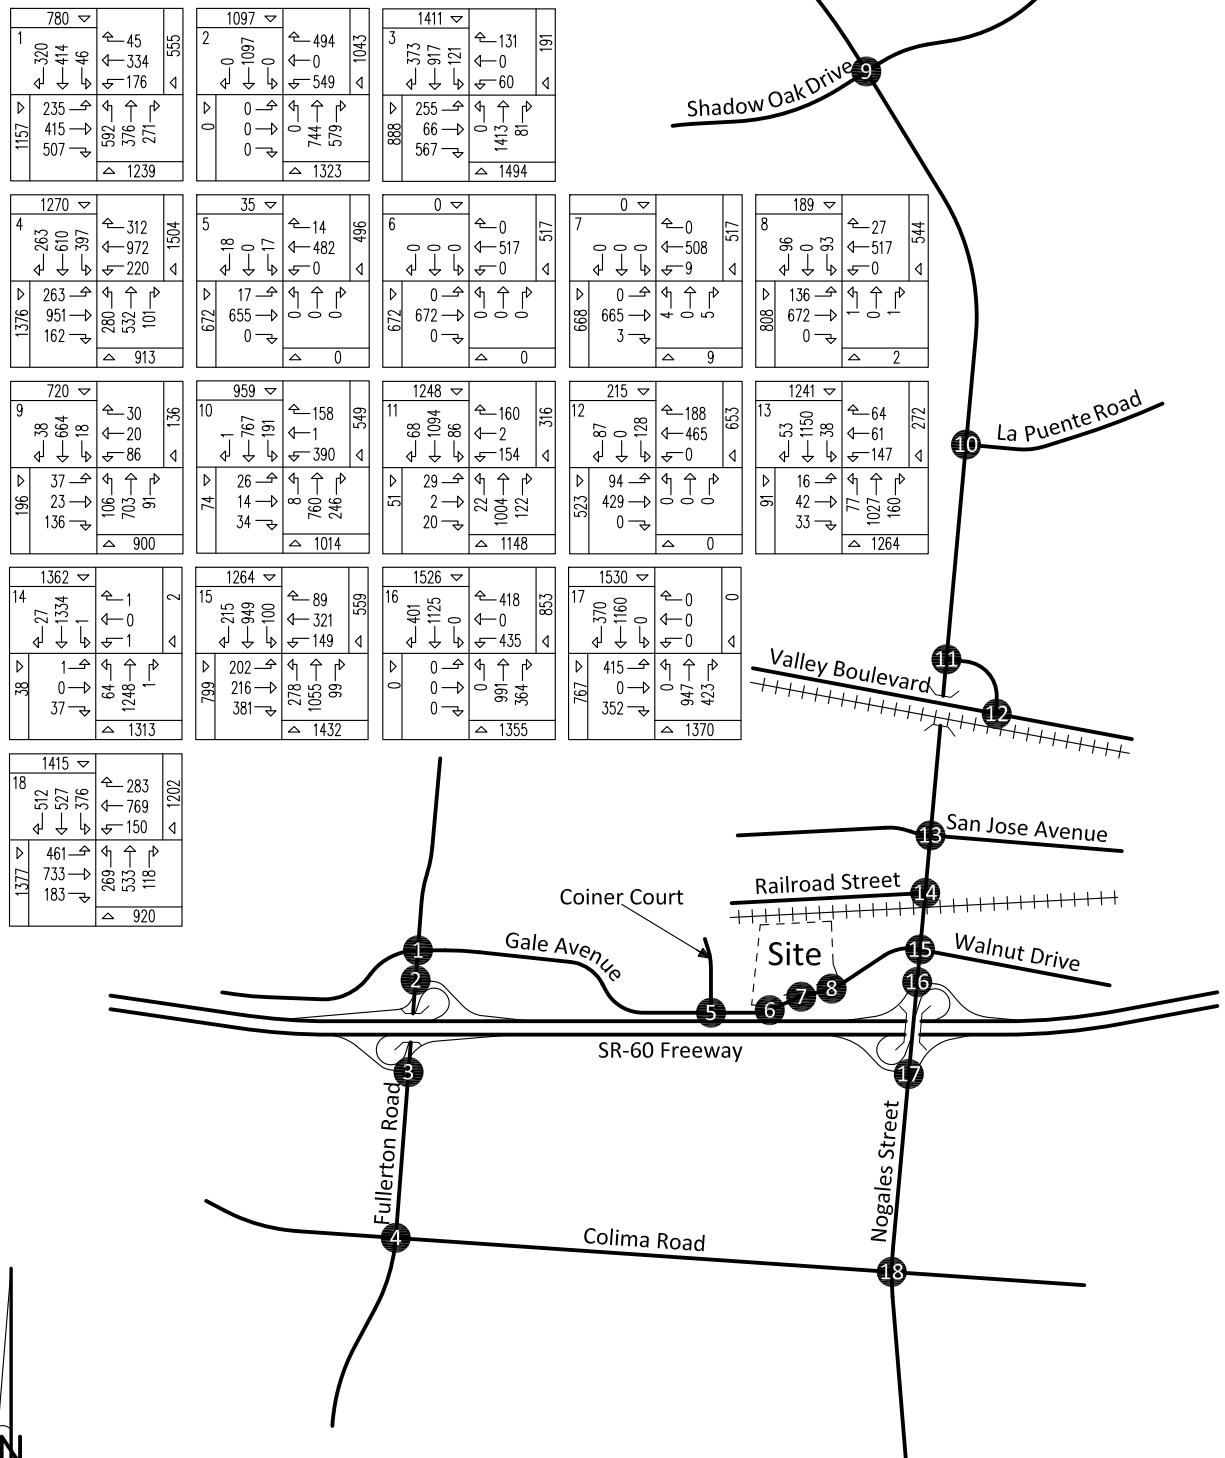 780 1097 1411
1 320 414 46 45 334 176 555
1157 235 415 507 592 376 271 1239
2 0 1097 0 494 0 549 1043
0 0 0 0 0 744 579 1323
3 373 917 121 131 0 60 191
888 255 66 567 0 1413 81 1494
1270 35 0 0 189
4 263 610 397 312 972 220 1504
1376 263 951 162 280 532 101 913
5 18 0 17 14 482 0 496
672 17 655 0 0 0 0 0
6 0 0 0 0 517 0 517
672 0 672 0 0 0 0 0
7 0 0 0 0 508 9 517
668 0 665 3 4 0 5 9
8 96 0 93 27 517 0 544
808 136 672 0 1 0 1 2
720 959 1248 215 1241
9 38 664 18 30 20 86 136
196 37 23 136 106 703 91 900
10 1 767 191 158 1 390 549
74 26 14 34 8 760 246 1014
11 68 1094 86 160 2 154 316
51 29 2 20 22 1004 122 1148
12 87 0 128 188 465 0 653
523 94 429 0 0 0 0 0
13 53 1150 38 64 61 147 272
91 16 42 33 77 1027 160 1264
1362 1264 1526 1530
14 27 1334 1 1 0 1 2
38 1 0 37 64 1248 1 1313
15 215 949 100 89 321 149 559
799 202 216 381 278 1055 99 1432
16 401 1125 0 418 0 435 853
0 0 0 0 0 991 364 1355
17 370 1160 0 0 0 0 0
767 415 0 352 0 947 423 1370
1415
18 512 527 376 283 769 150 1202
1377 461 733 183 269 533 118 920
9
Shadow Oak Drive
La Puente Road
10
11
Valley Boulevard
12
San Jose Avenue
13
Railroad Street
14
Coiner Court
Gale Avenue
Site
Walnut Drive
15
1
2
16
8
7
6
5
SR-60 Freeway
3
17
Fullerton Road
Nogales Street
4
Colima Road
18
N